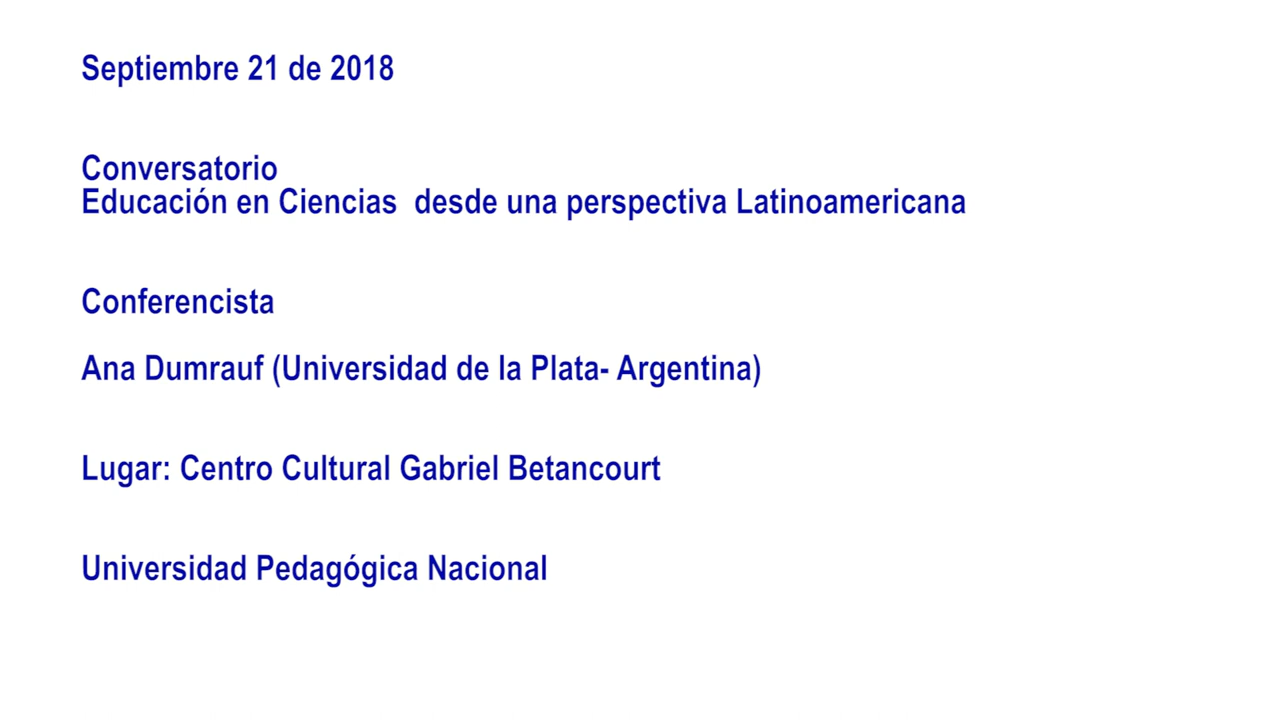 Septiembre 21 de 2018
Conversatorio
Educación en Ciencias  desde una perspectiva Latinoamericana
Conferencista
Ana Dumrauf (Universidad de la Plata- Argentina)
Lugar: Centro Cultural Gabriel Betancourt
Universidad Pedagógica Nacional